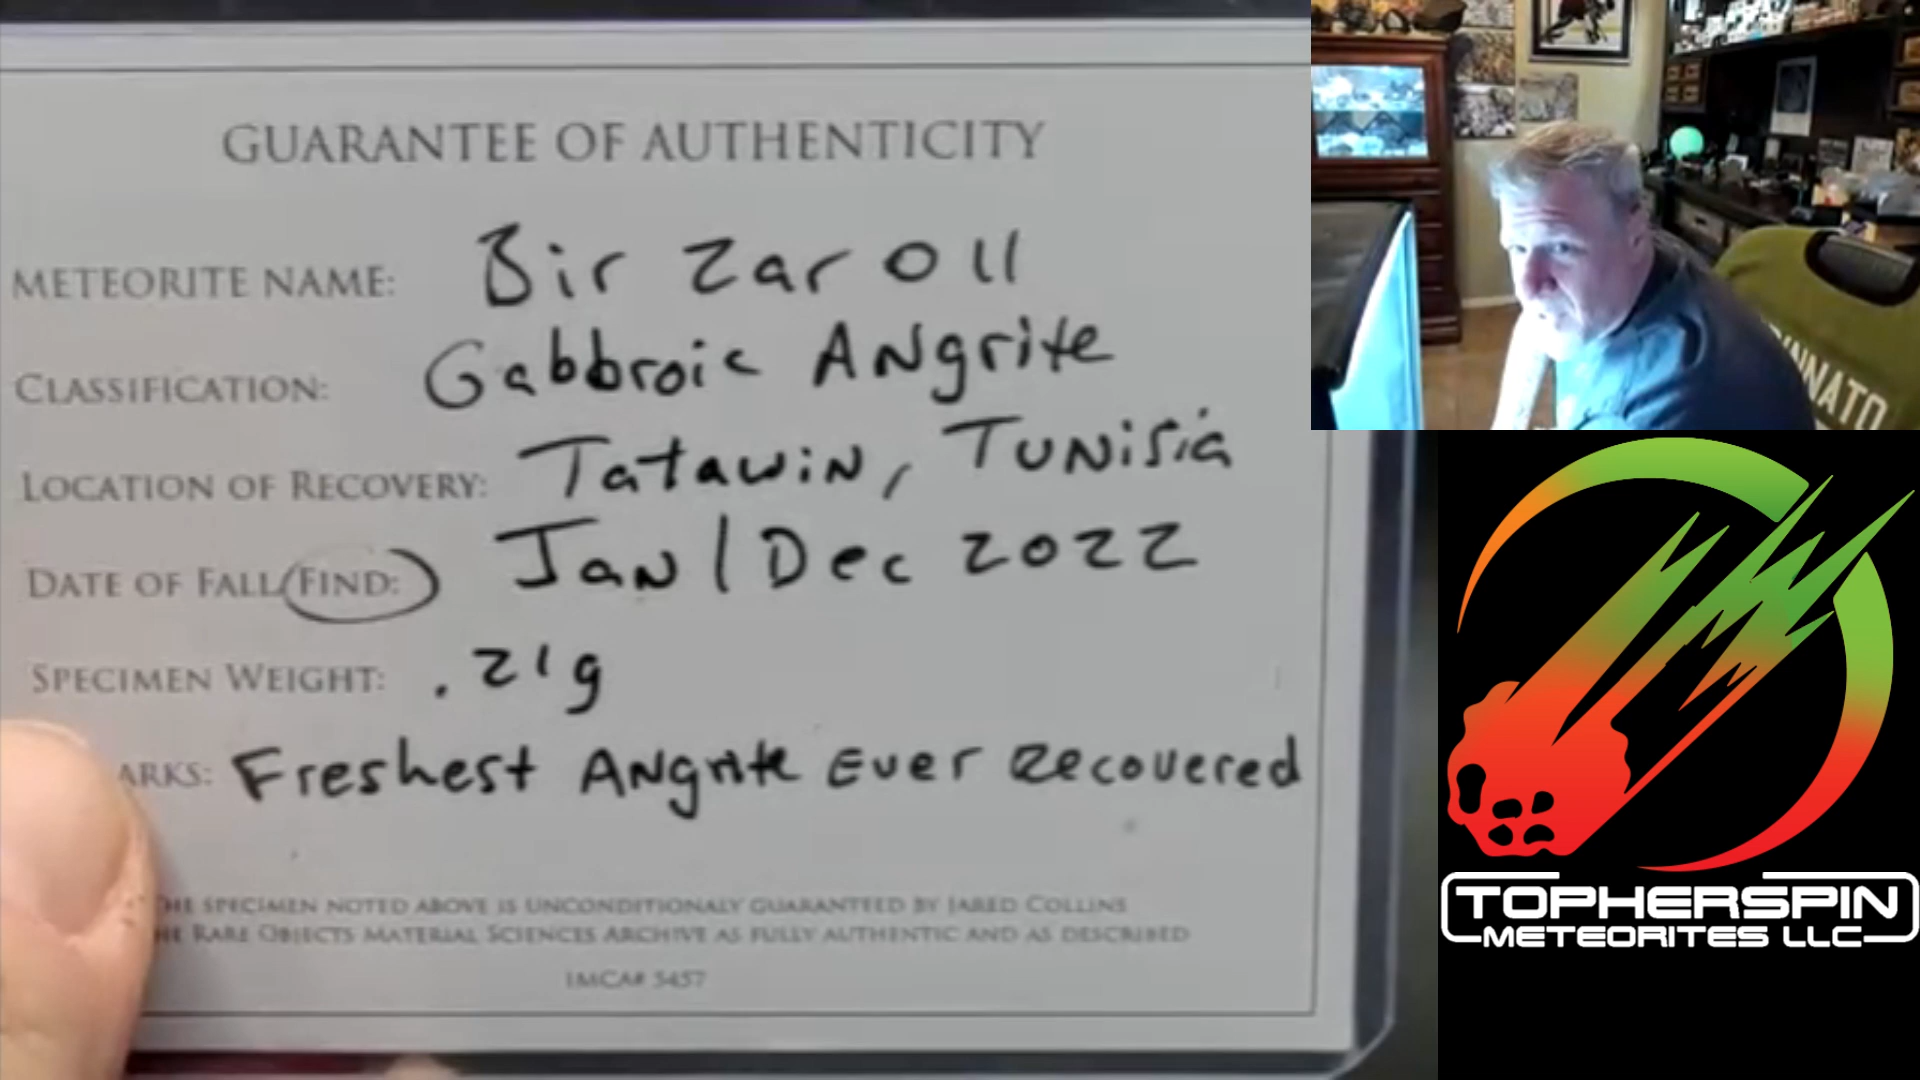 GUARANTEE OF AUTHENTICITY
METEORITE NAME: Bir Zar 011
CLASSIFICATION: Gabbroic Angrite
LOCATION OF RECOVERY: Tatawin, Tunisia
DATE OF FALL/FIND: Jan/Dec 2022
SPECIMEN WEIGHT: .21g
ARKS: Freshest Angrite Ever Recovered
THE SPECIMEN NOTED ABOVE IS UNCONDITIONALY GUARANTEED BY JARED COLLINS
HE RARE OBJECTS MATERIAL SCIENCES ARCHIVE AS FULLY AUTHENTIC AND AS DESCRIBED
IMCA# 5457
INNATO
TOPHERSPIN
METEORITES LLC